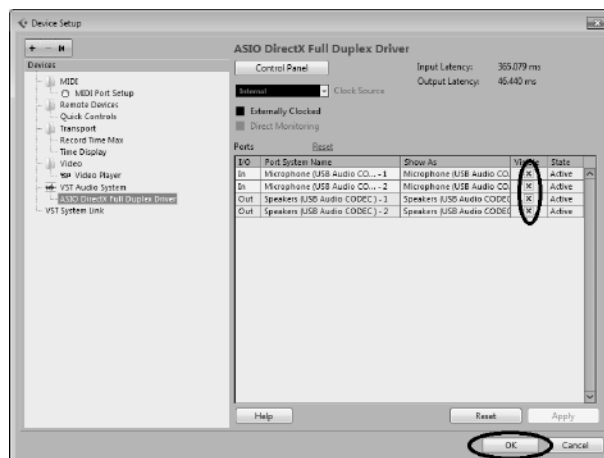 Device Setup
Devices
MIDI
MIDI Port Setup
Remote Devices
Quick Controls
Transport
Record Time Max
Time Display
Video
Video Player
VST Audio System
ASIO DirectX Full Duplex Driver
VST System Link
ASIO DirectX Full Duplex Driver
Control Panel Input Latency: 365.079 ms
Output Latency: 46.440 ms
Internal Clock Source
Externally Clocked
Direct Monitoring
Ports Reset
I/O Port System Name Show As Visible State
In Microphone (USB Audio CO... - 1 Microphone (USB Audio CO. Active
In Microphone (USB Audio CO... - 2 Microphone (USB Audio CO. Active
Out Speakers (USB Audio CODEC ) - 1 Speakers (USB Audio CODEC Active
Out Speakers (USB Audio CODEC ) - 2 Speakers (USB Audio CODEC Active
Help Reset Apply
OK Cancel